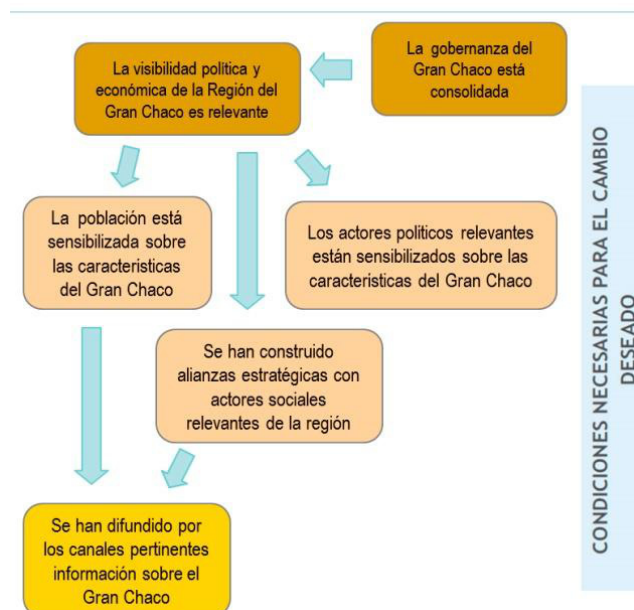 La gobernanza del
Gran Chaco está
consolidada
La visibilidad política y
económica de la Región del
Gran Chaco es relevante
La población está
sensibilizada sobre
las características
del Gran Chaco
Los actores políticos relevantes
están sensibilizados sobre las
características del Gran Chaco
Se han construido
alianzas estratégicas con
actores sociales
relevantes de la región
Se han difundido por
los canales pertinentes
información sobre el
Gran Chaco
CONDICIONES NECESARIAS PARA EL CAMBIO
DESEADO